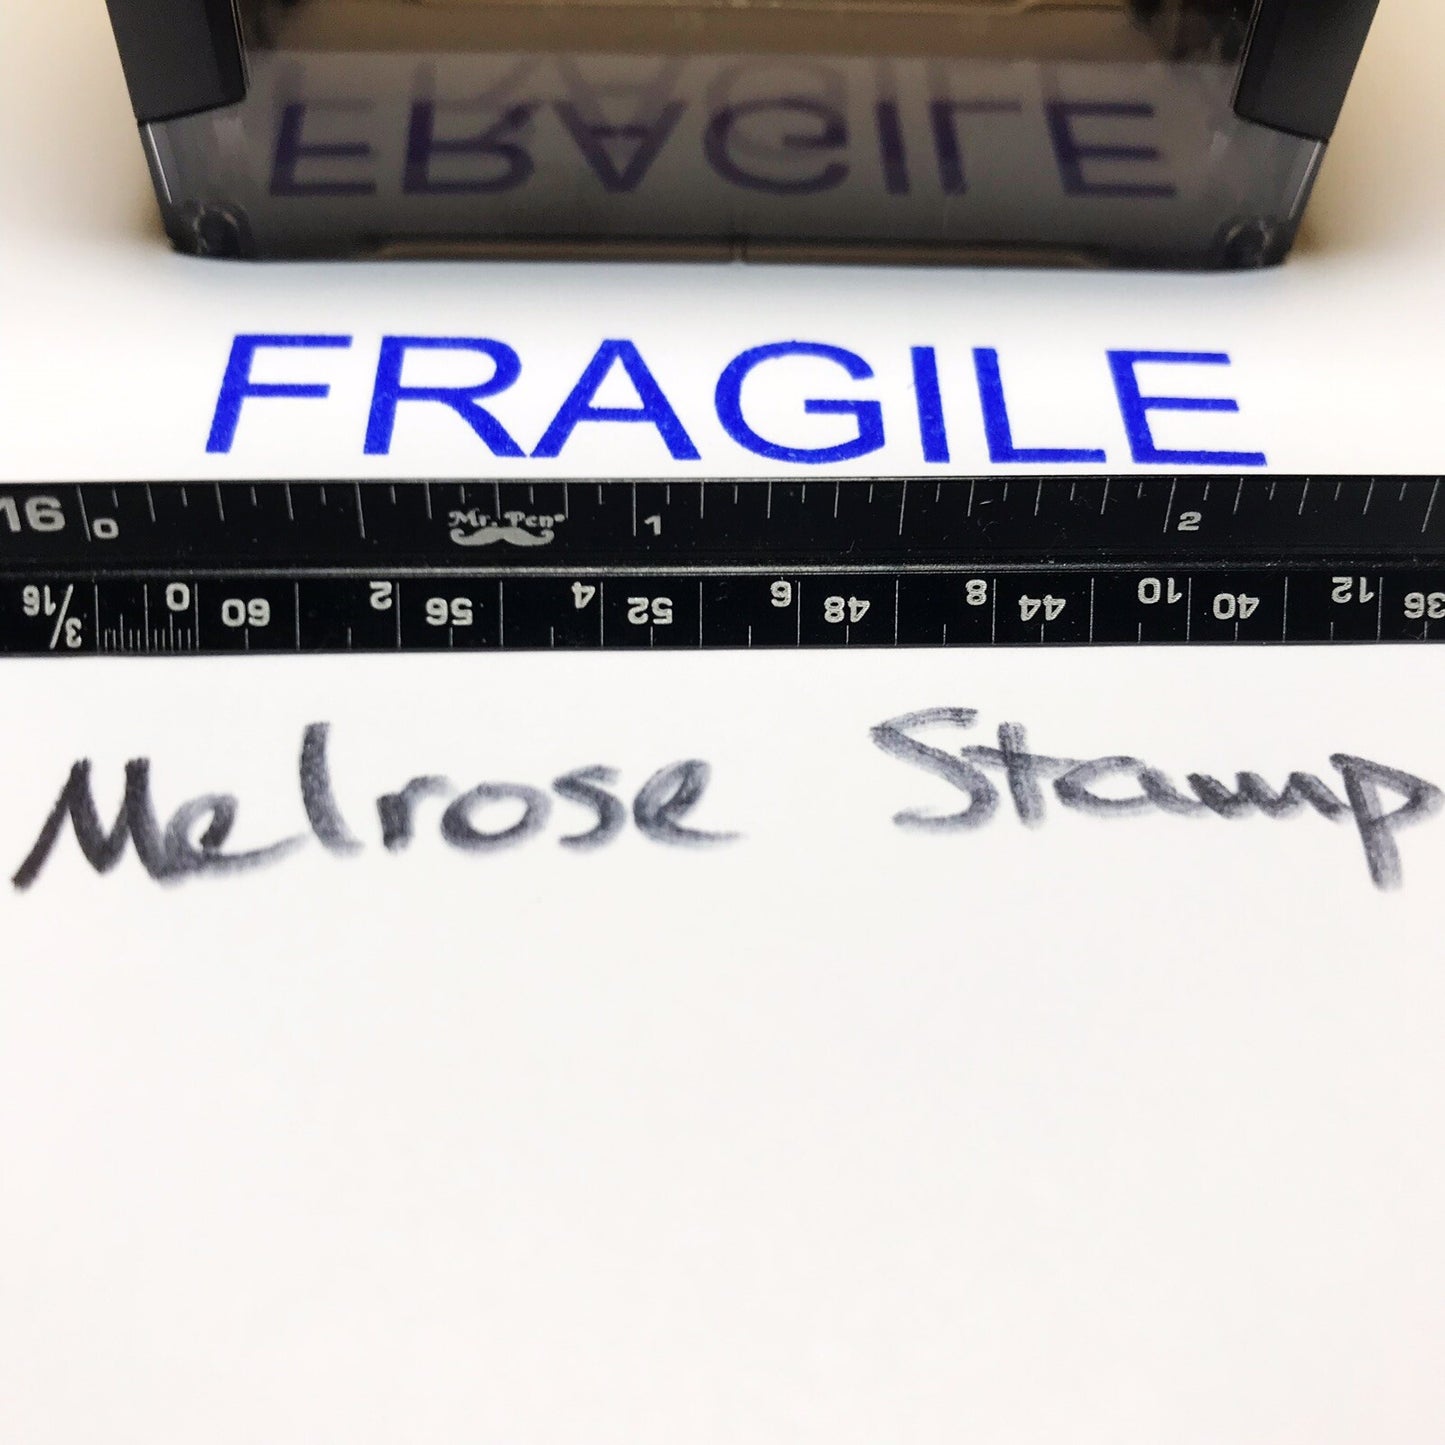 FRAGILE
FRAGILE
16 0 Mr. Pen® 1 2
3/16 0 60 2 56 4 52 6 48 8 44 10 40 12 36
Melrose Stamp